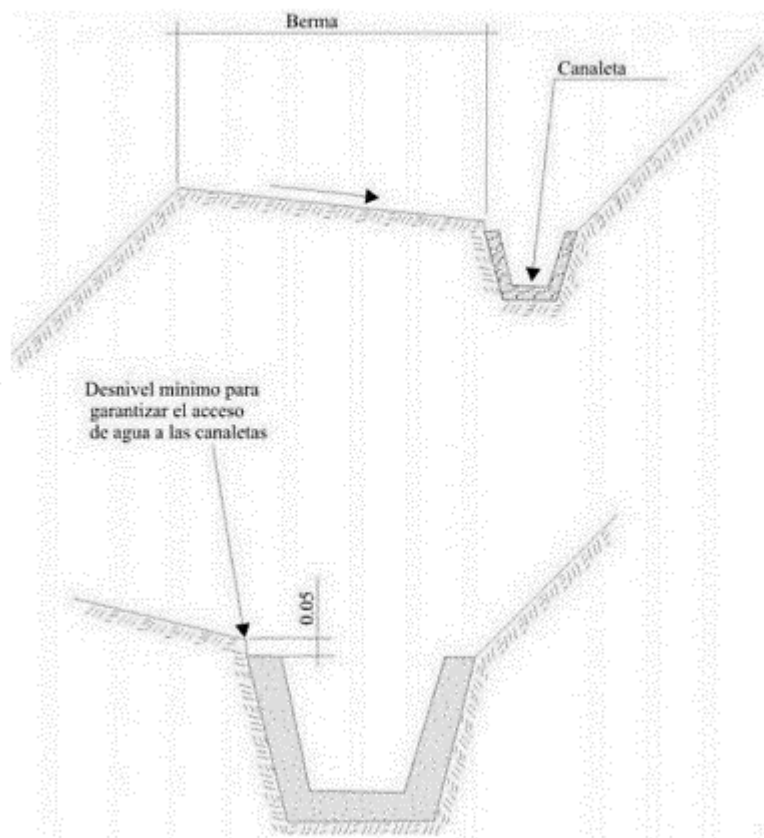 Berma
Canaleta
Desnivel mínimo para
garantizar el acceso
de agua a las canaletas
0.05